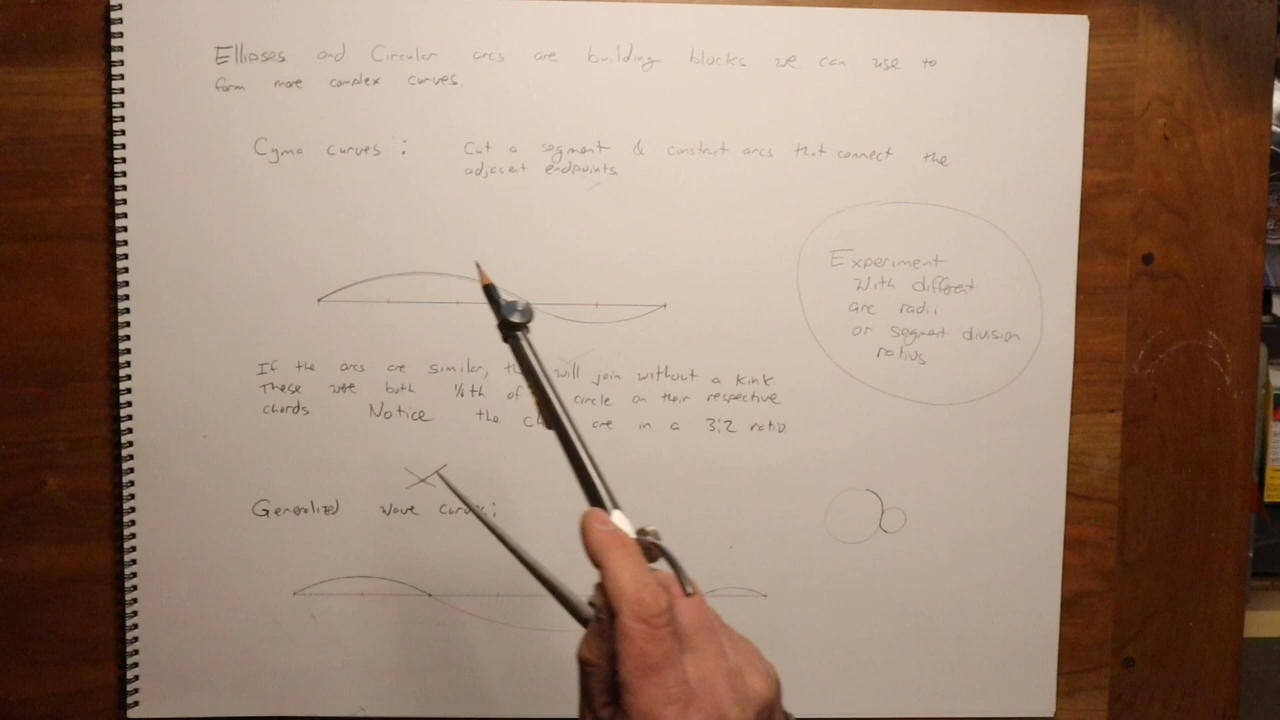 Ellipses and Circular arcs are building blocks we can use to
form more complex curves.
Cyma curves : Cut a segment & construct arcs that connect the
adjacent endpoints
Experiment
with different
arc radii
or segment division
ratios
If the arcs are similar, will join without a kink.
These both 1/6th of circle on their respective
chords Notice the are in a 3:2 ratio.
Generalized wave curves: